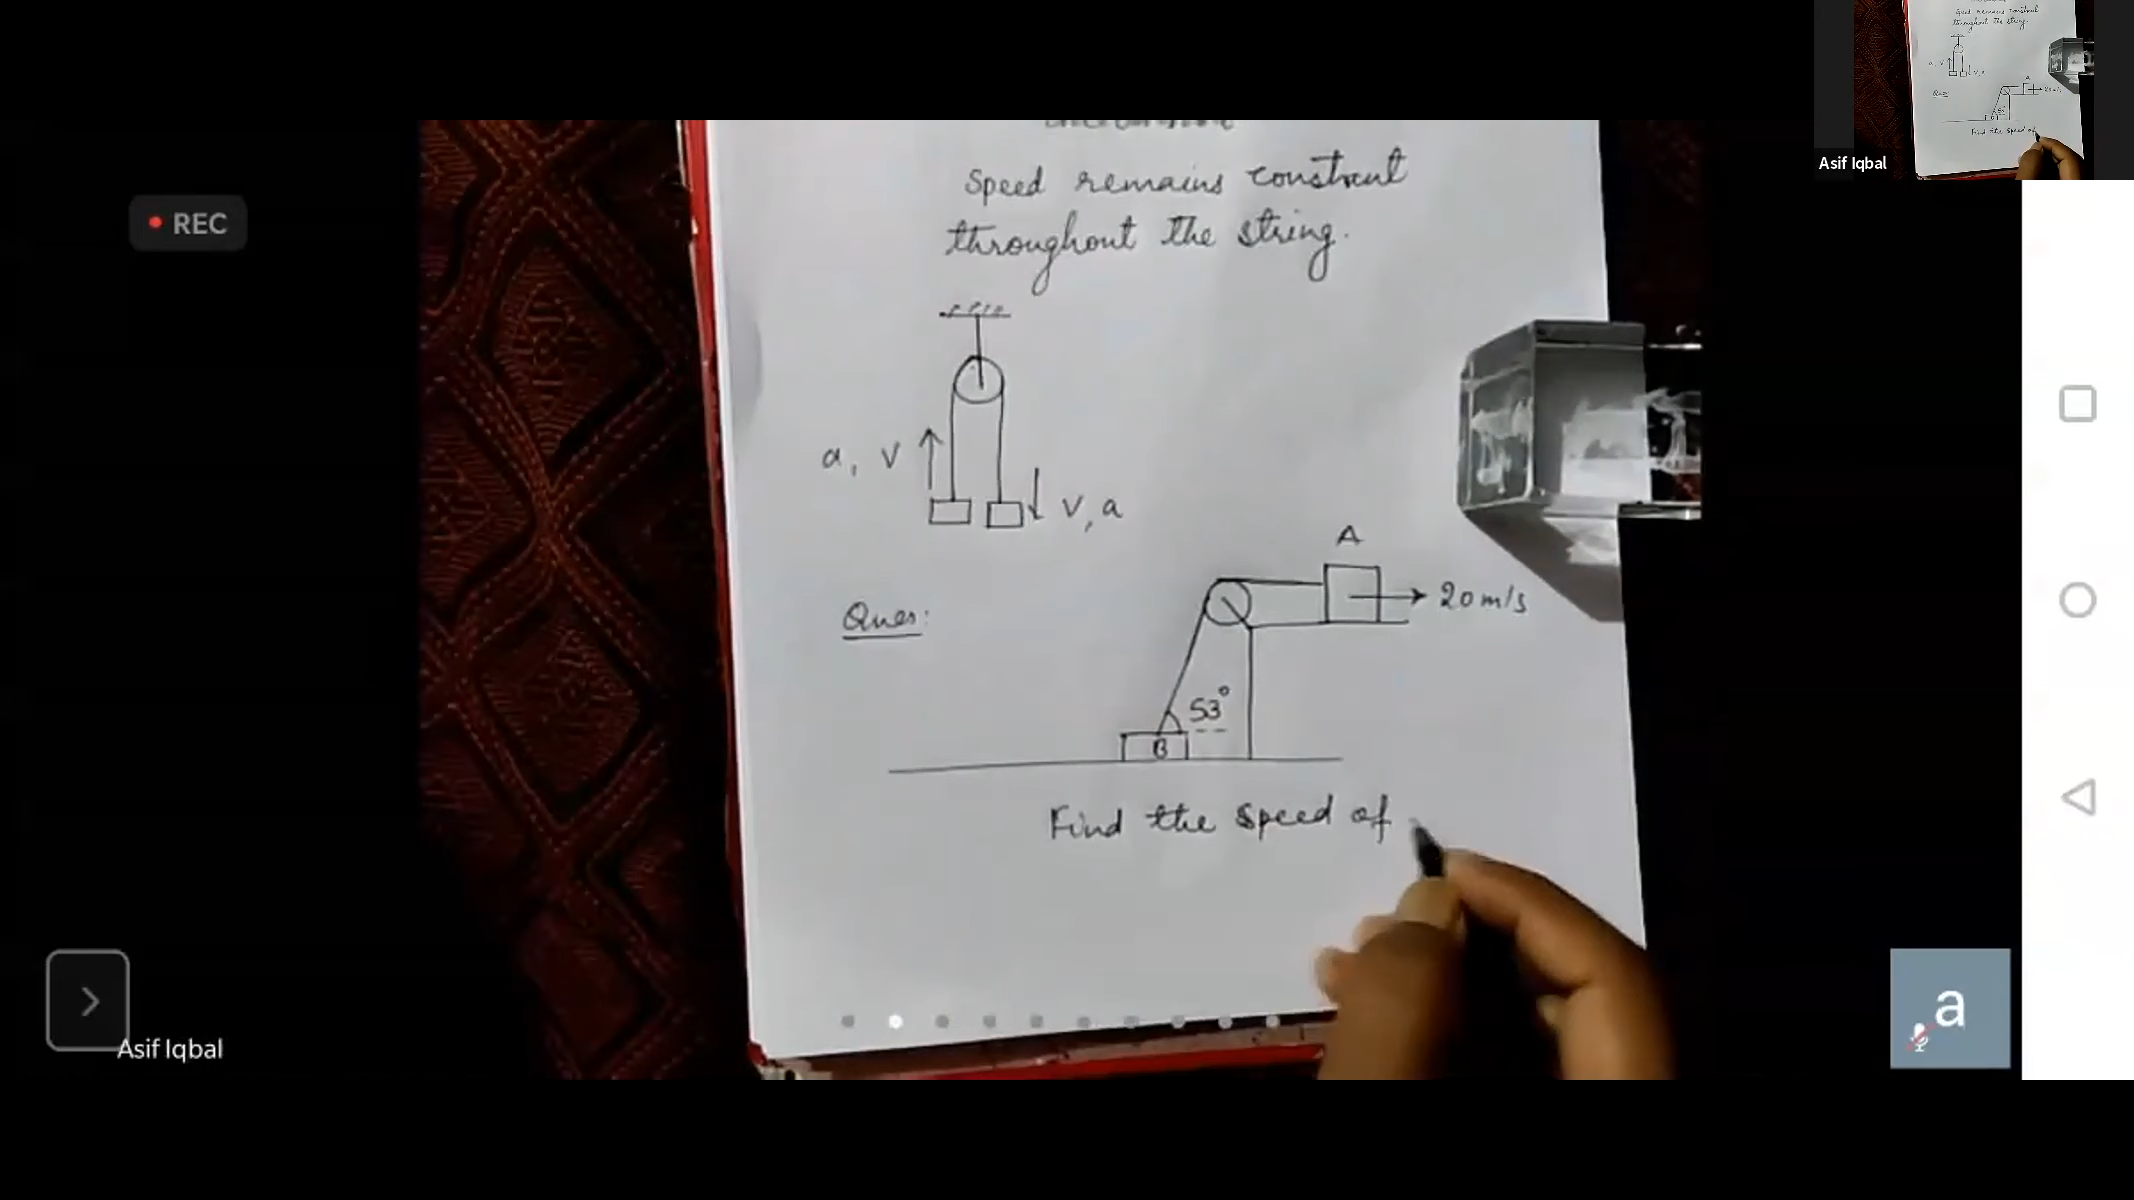 Asif Iqbal
REC
Speed remains constant
throughout the string.
a, v
v, a
Ques:
A
20 m/s
53°
B
Find the speed of
a
Asif Iqbal